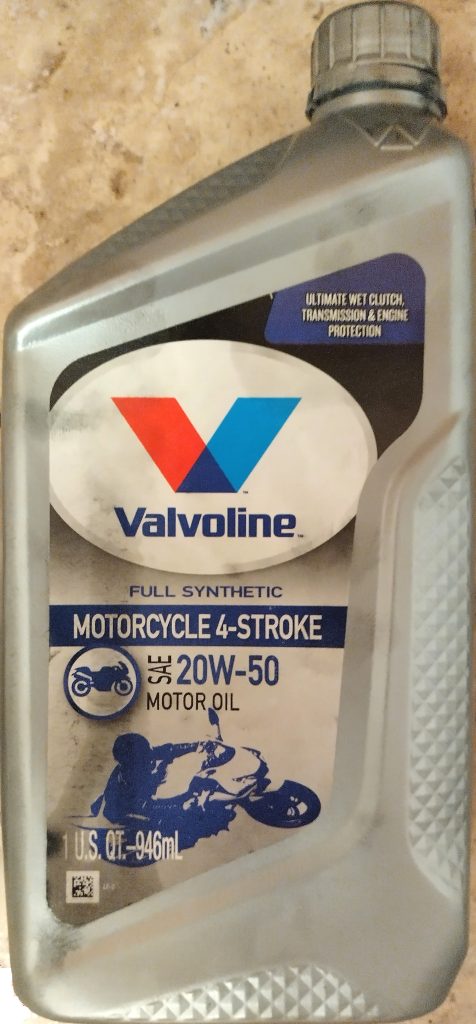 ULTIMATE WET CLUTCH,
TRANSMISSION & ENGINE
PROTECTION
Valvoline™
FULL SYNTHETIC
MOTORCYCLE 4-STROKE
SAE 20W-50
MOTOR OIL
1 U.S. QT.-946mL